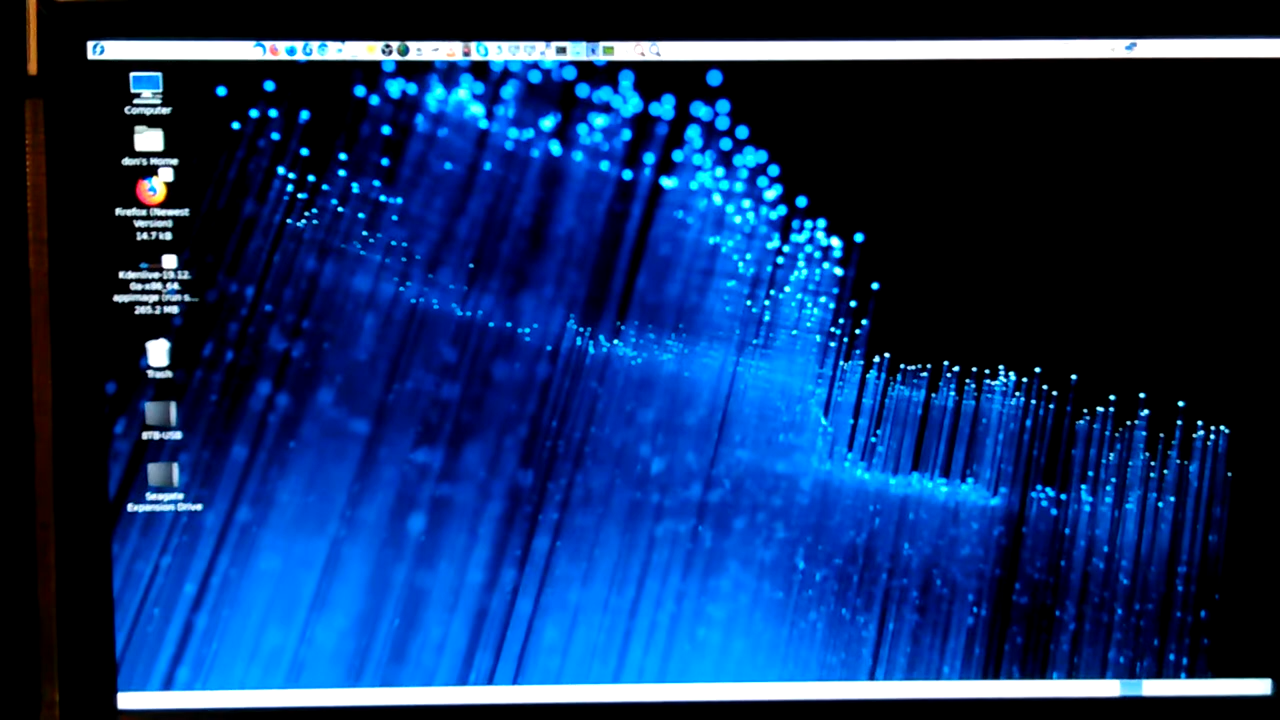 Computer
don's Home
Firefox (Newest
Version)
14.7 kB
Kdenlive-19.12.
0a-x86_64.
appimage (run s...
265.2 MB
Trash
8TB-USB
Seagate
Expansion Drive